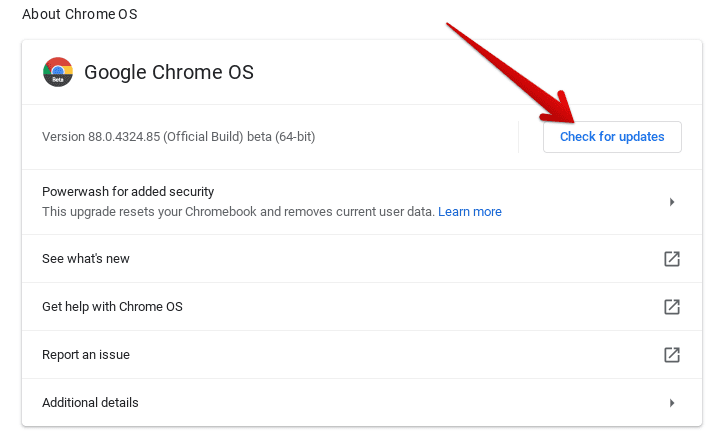 About Chrome OS
Beta
Google Chrome OS
Version 88.0.4324.85 (Official Build) beta (64-bit)
Check for updates
Powerwash for added security
This upgrade resets your Chromebook and removes current user data. Learn more
See what's new
Get help with Chrome OS
Report an issue
Additional details